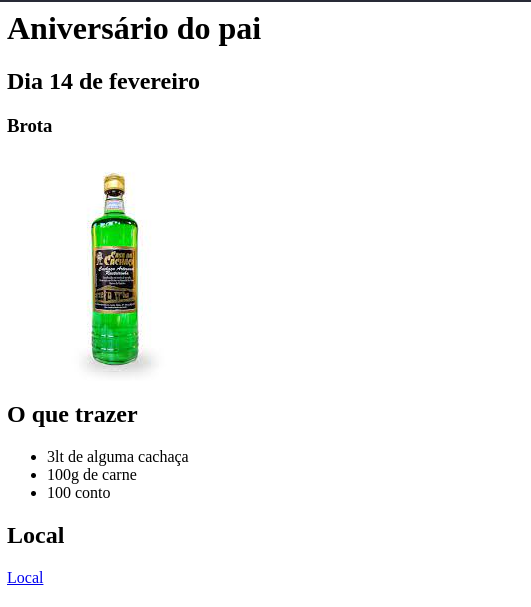 Aniversário do pai
Dia 14 de fevereiro
Brota
CACHAÇA
O que trazer
3lt de alguma cachaça
100g de carne
100 conto
Local
Local